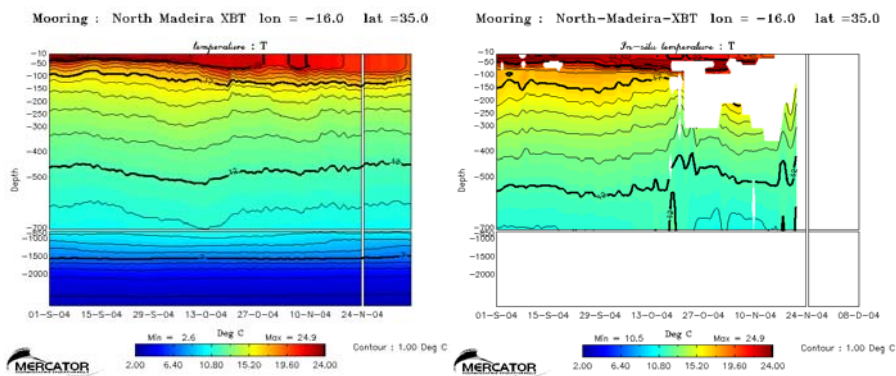 Mooring : North Madeira XBT lon = -16.0 lat =35.0
temperature : T
-10
-50
-100
-150
-200
-250
-300
-400
-500
-700
-1000
-1500
-2000
Depth
12
01-S-04 15-S-04 29-S-04 13-O-04 27-O-04 10-N-04 24-N-04
Deg C
Min = 2.6 Max = 24.9
2.00 6.40 10.80 15.20 19.60 24.00
Contour : 1.00 Deg C
MERCATOR
Mooring : North-Madeira-XBT lon = -16.0 lat =35.0
In-situ temperature : T
-10
-50
-100
-150
-200
-250
-300
-400
-500
-700
-1000
-1500
-2000
Depth
12
01-S-04 15-S-04 29-S-04 13-O-04 27-O-04 10-N-04 24-N-04 08-D-04
Deg C
Min = 10.5 Max = 24.9
2.00 6.40 10.80 15.20 19.60 24.00
Contour : 1.00 Deg C
MERCATOR